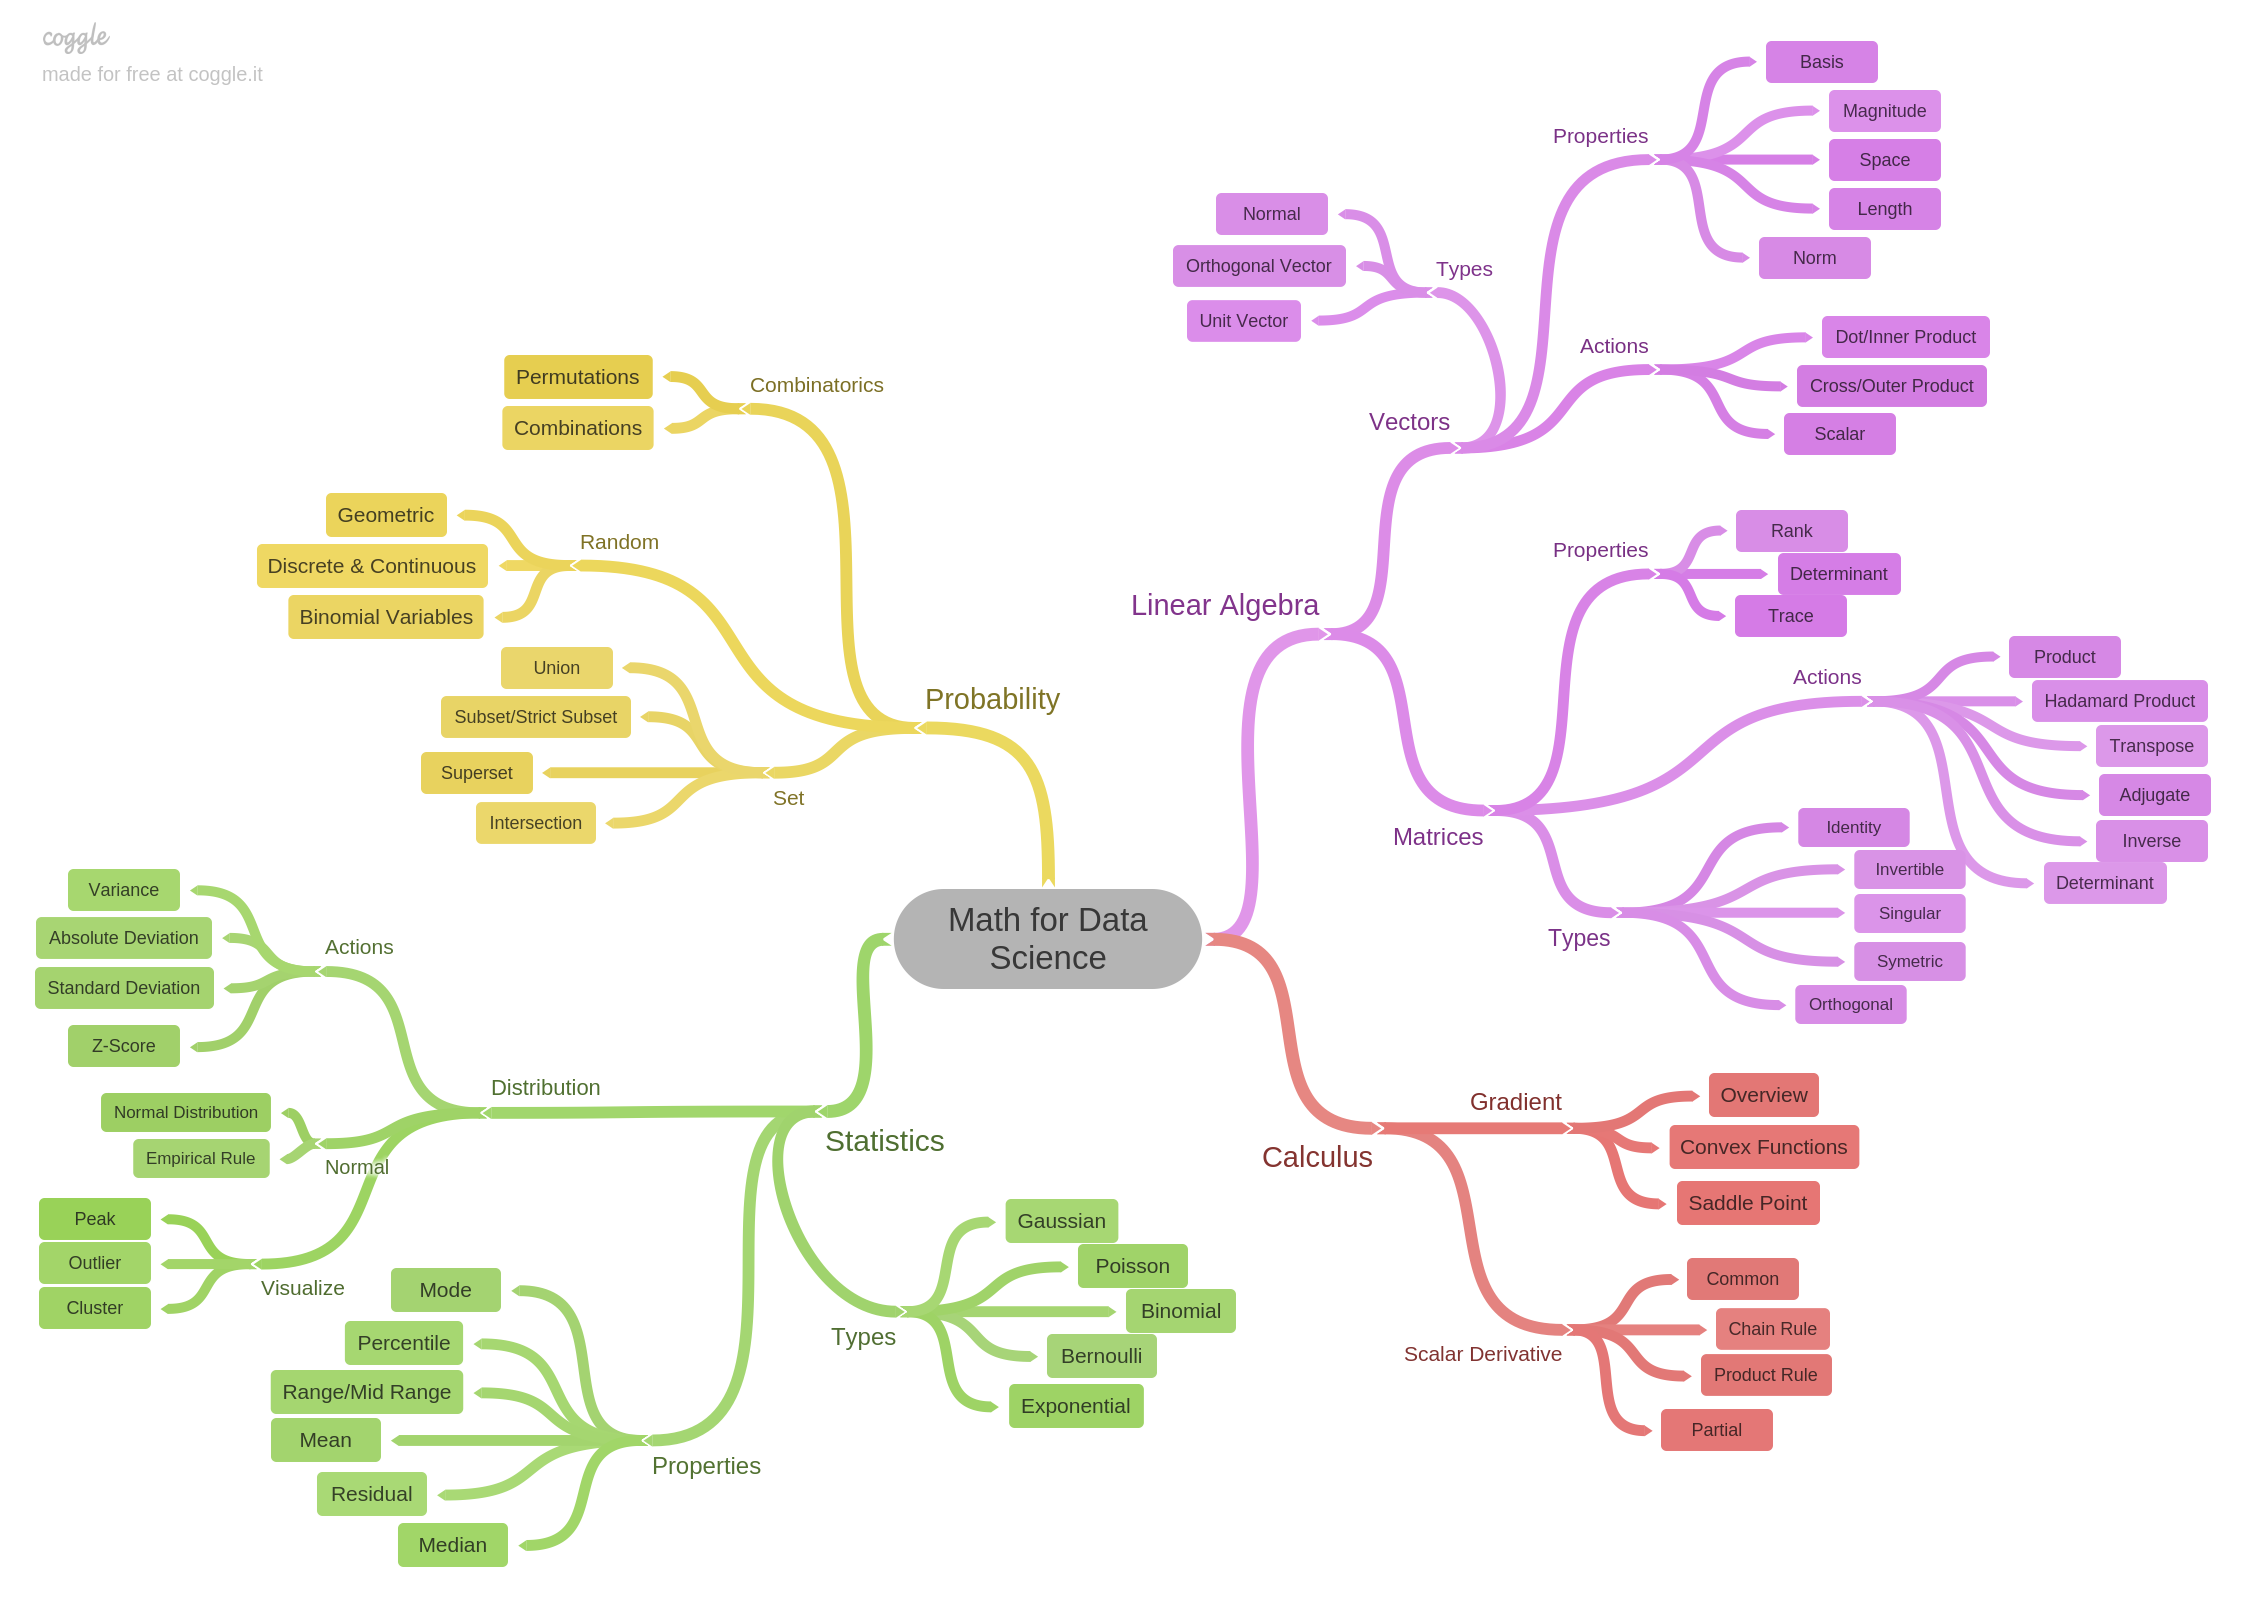 coggle
made for free at coggle.it
Math for Data
Science
Linear Algebra
Vectors
Properties
Basis
Magnitude
Space
Length
Norm
Types
Normal
Orthogonal Vector
Unit Vector
Actions
Dot/Inner Product
Cross/Outer Product
Scalar
Matrices
Properties
Rank
Determinant
Trace
Actions
Product
Hadamard Product
Transpose
Adjugate
Inverse
Determinant
Types
Identity
Invertible
Singular
Symetric
Orthogonal
Calculus
Gradient
Overview
Convex Functions
Saddle Point
Scalar Derivative
Common
Chain Rule
Product Rule
Partial
Probability
Combinatorics
Permutations
Combinations
Random
Geometric
Discrete & Continuous
Binomial Variables
Set
Union
Subset/Strict Subset
Superset
Intersection
Statistics
Distribution
Actions
Variance
Absolute Deviation
Standard Deviation
Z-Score
Normal
Normal Distribution
Empirical Rule
Visualize
Peak
Outlier
Cluster
Types
Gaussian
Poisson
Binomial
Bernoulli
Exponential
Properties
Mode
Percentile
Range/Mid Range
Mean
Residual
Median